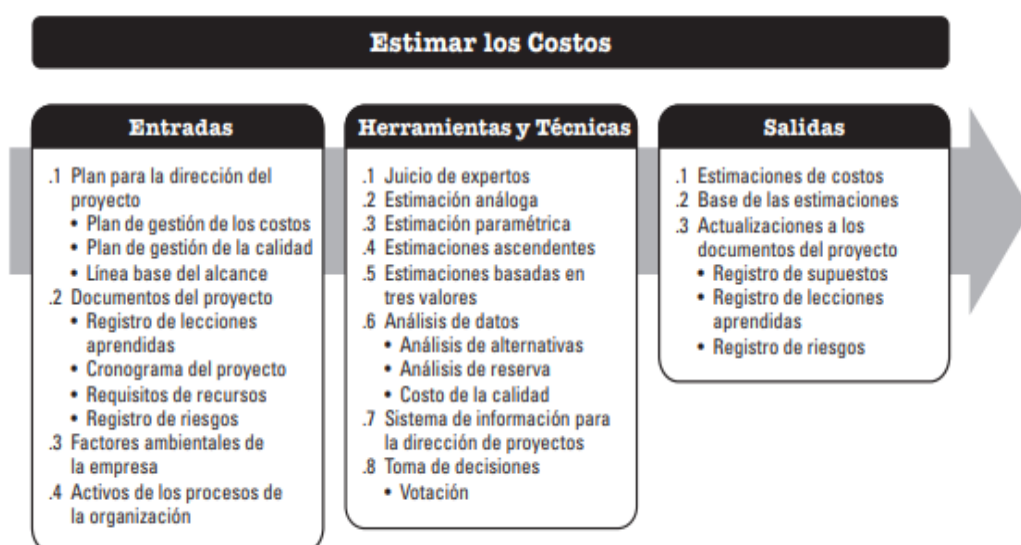 Estimar los Costos
Entradas
.1 Plan para la dirección del
proyecto
• Plan de gestión de los costos
• Plan de gestión de la calidad
• Línea base del alcance
.2 Documentos del proyecto
• Registro de lecciones
aprendidas
• Cronograma del proyecto
• Requisitos de recursos
• Registro de riesgos
.3 Factores ambientales de
la empresa
.4 Activos de los procesos de
la organización
Herramientas y Técnicas
.1 Juicio de expertos
.2 Estimación análoga
.3 Estimación paramétrica
.4 Estimaciones ascendentes
.5 Estimaciones basadas en
tres valores
.6 Análisis de datos
• Análisis de alternativas
• Análisis de reserva
• Costo de la calidad
.7 Sistema de información para
la dirección de proyectos
.8 Toma de decisiones
• Votación
Salidas
.1 Estimaciones de costos
.2 Base de las estimaciones
.3 Actualizaciones a los
documentos del proyecto
• Registro de supuestos
• Registro de lecciones
aprendidas
• Registro de riesgos